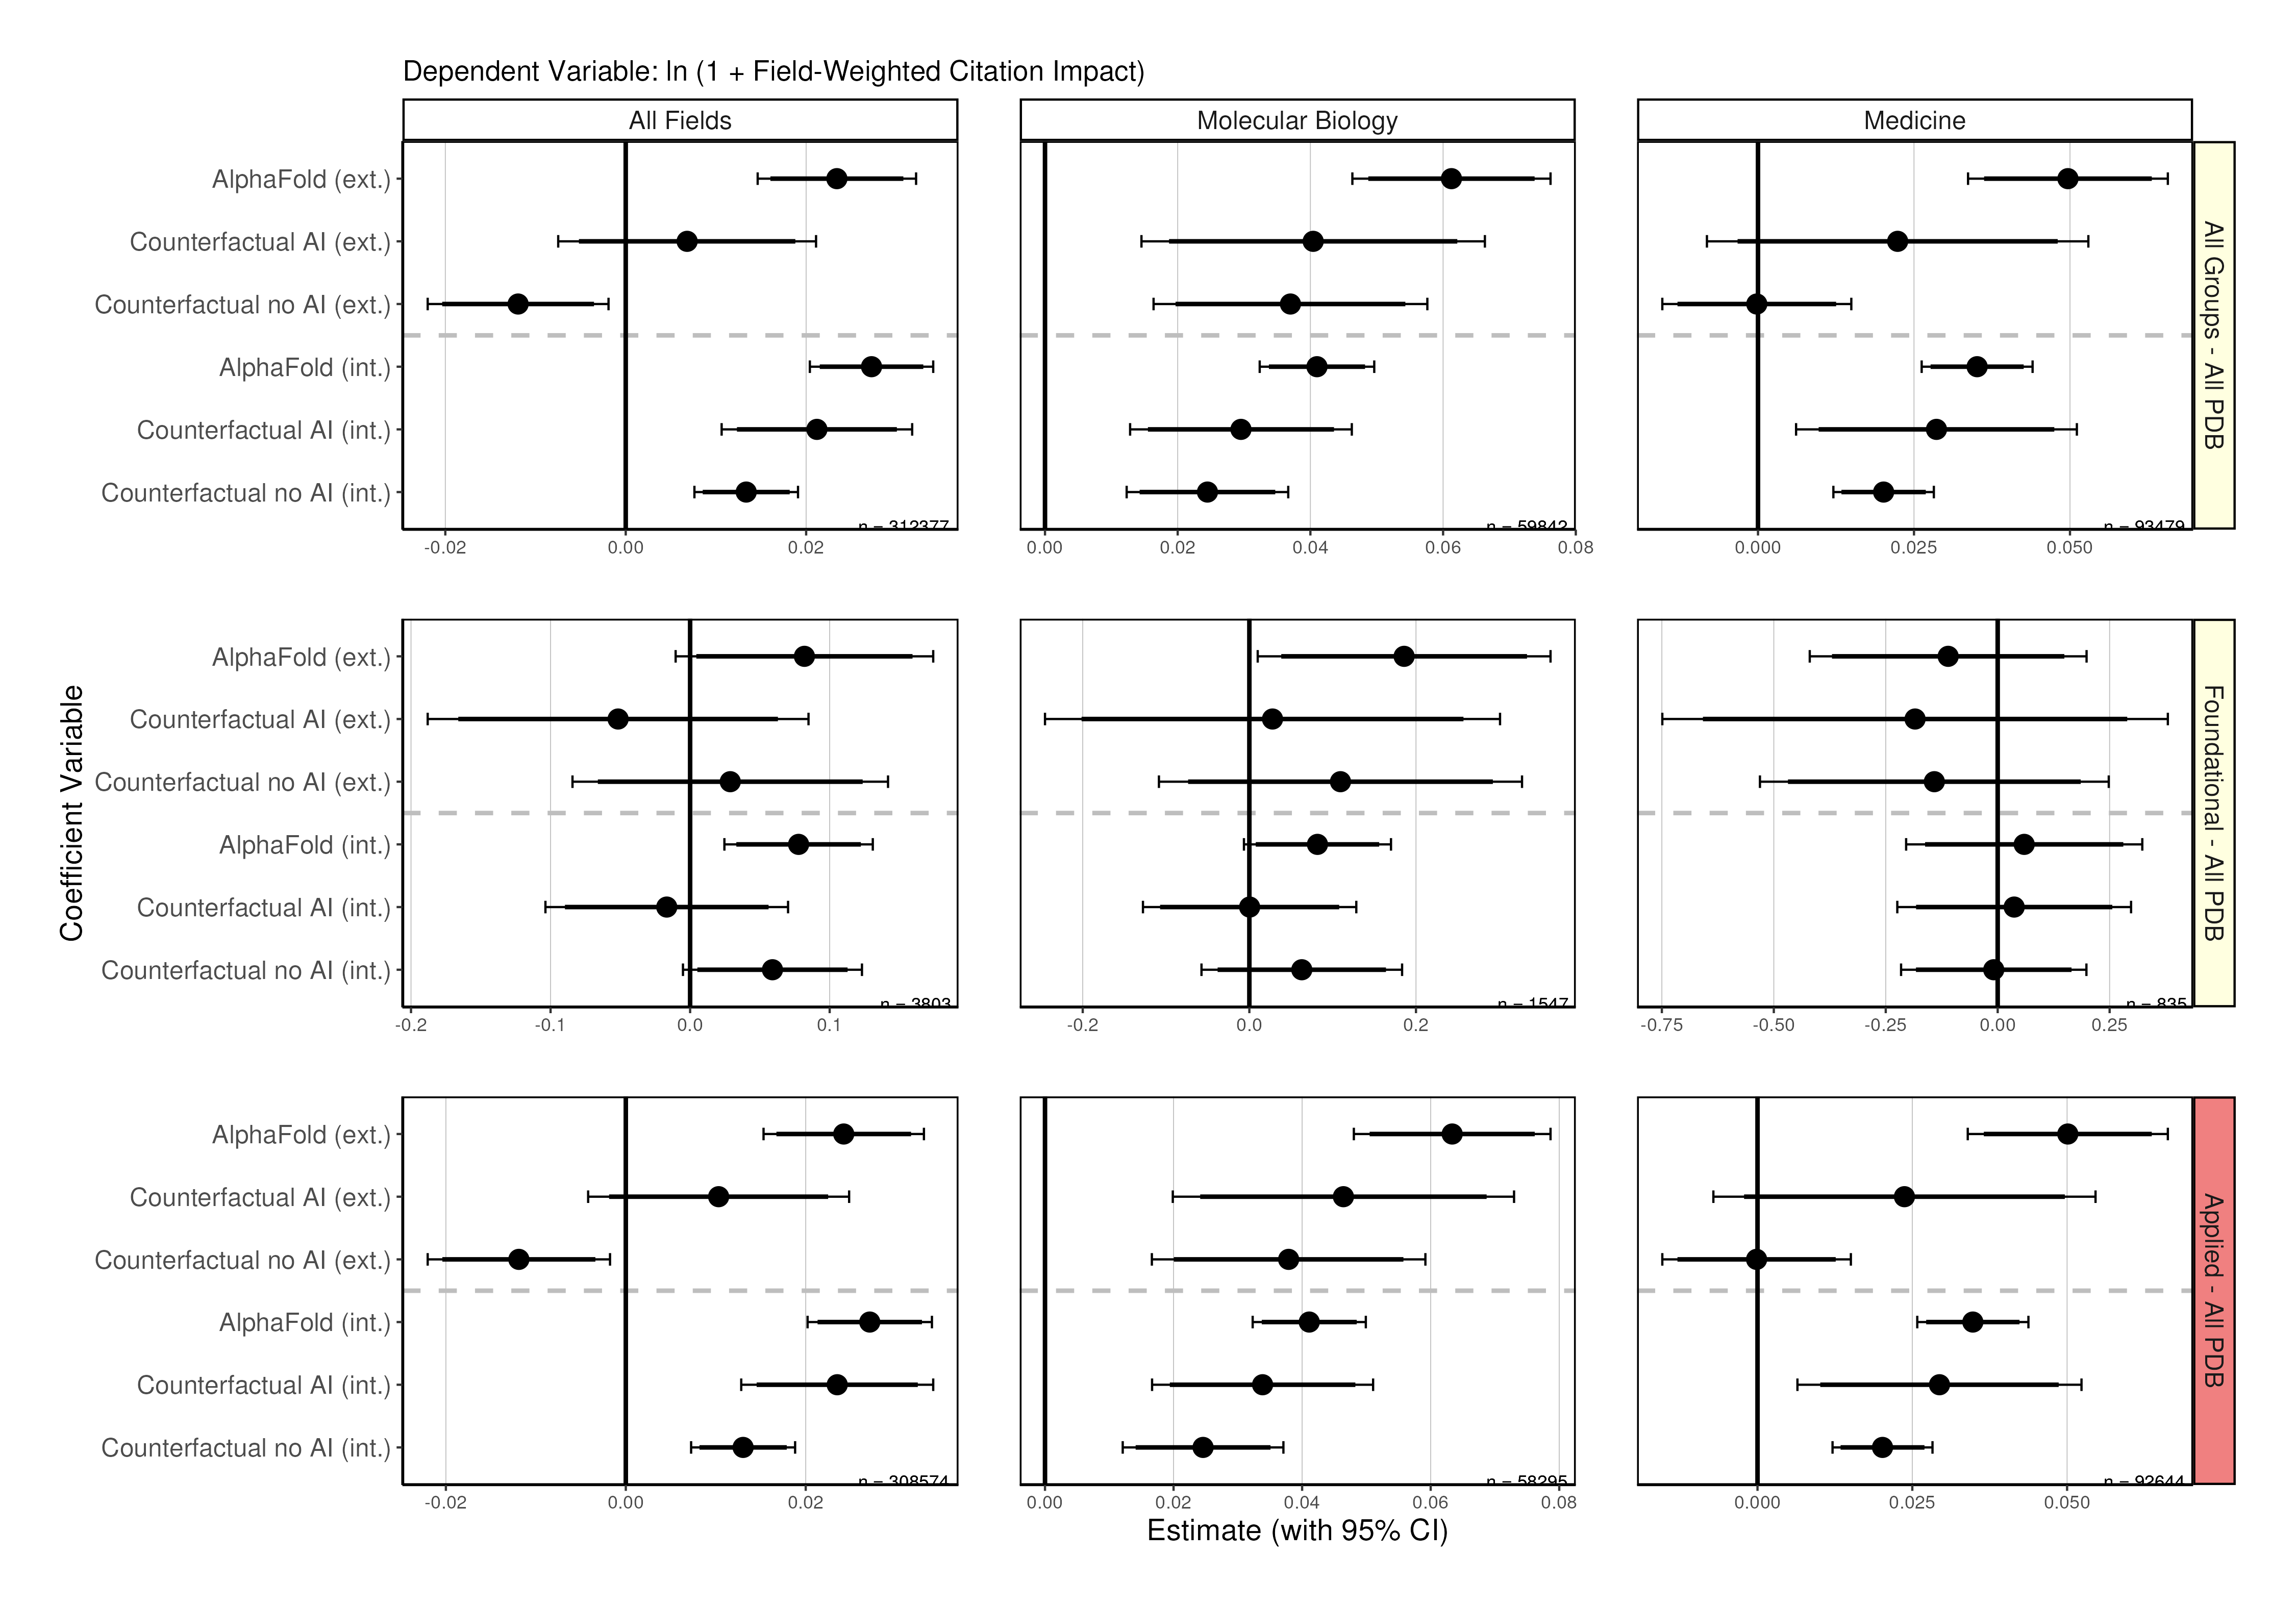 Dependent Variable: ln (1 + Field-Weighted Citation Impact)
All Fields
Molecular Biology
Medicine
AlphaFold (ext.)
Counterfactual AI (ext.)
Counterfactual no AI (ext.)
AlphaFold (int.)
Counterfactual AI (int.)
Counterfactual no AI (int.)
n = 312377
n = 59842
n = 93479
All Groups - All PDB
-0.02 0.00 0.02
0.00 0.02 0.04 0.06 0.08
0.000 0.025 0.050
Coefficient Variable
AlphaFold (ext.)
Counterfactual AI (ext.)
Counterfactual no AI (ext.)
AlphaFold (int.)
Counterfactual AI (int.)
Counterfactual no AI (int.)
n = 3803
n = 1547
n = 835
Foundational - All PDB
-0.2 -0.1 0.0 0.1
-0.2 0.0 0.2
-0.75 -0.50 -0.25 0.00 0.25
AlphaFold (ext.)
Counterfactual AI (ext.)
Counterfactual no AI (ext.)
AlphaFold (int.)
Counterfactual AI (int.)
Counterfactual no AI (int.)
n = 308574
n = 58295
n = 92644
Applied - All PDB
-0.02 0.00 0.02
0.00 0.02 0.04 0.06 0.08
0.000 0.025 0.050
Estimate (with 95% CI)